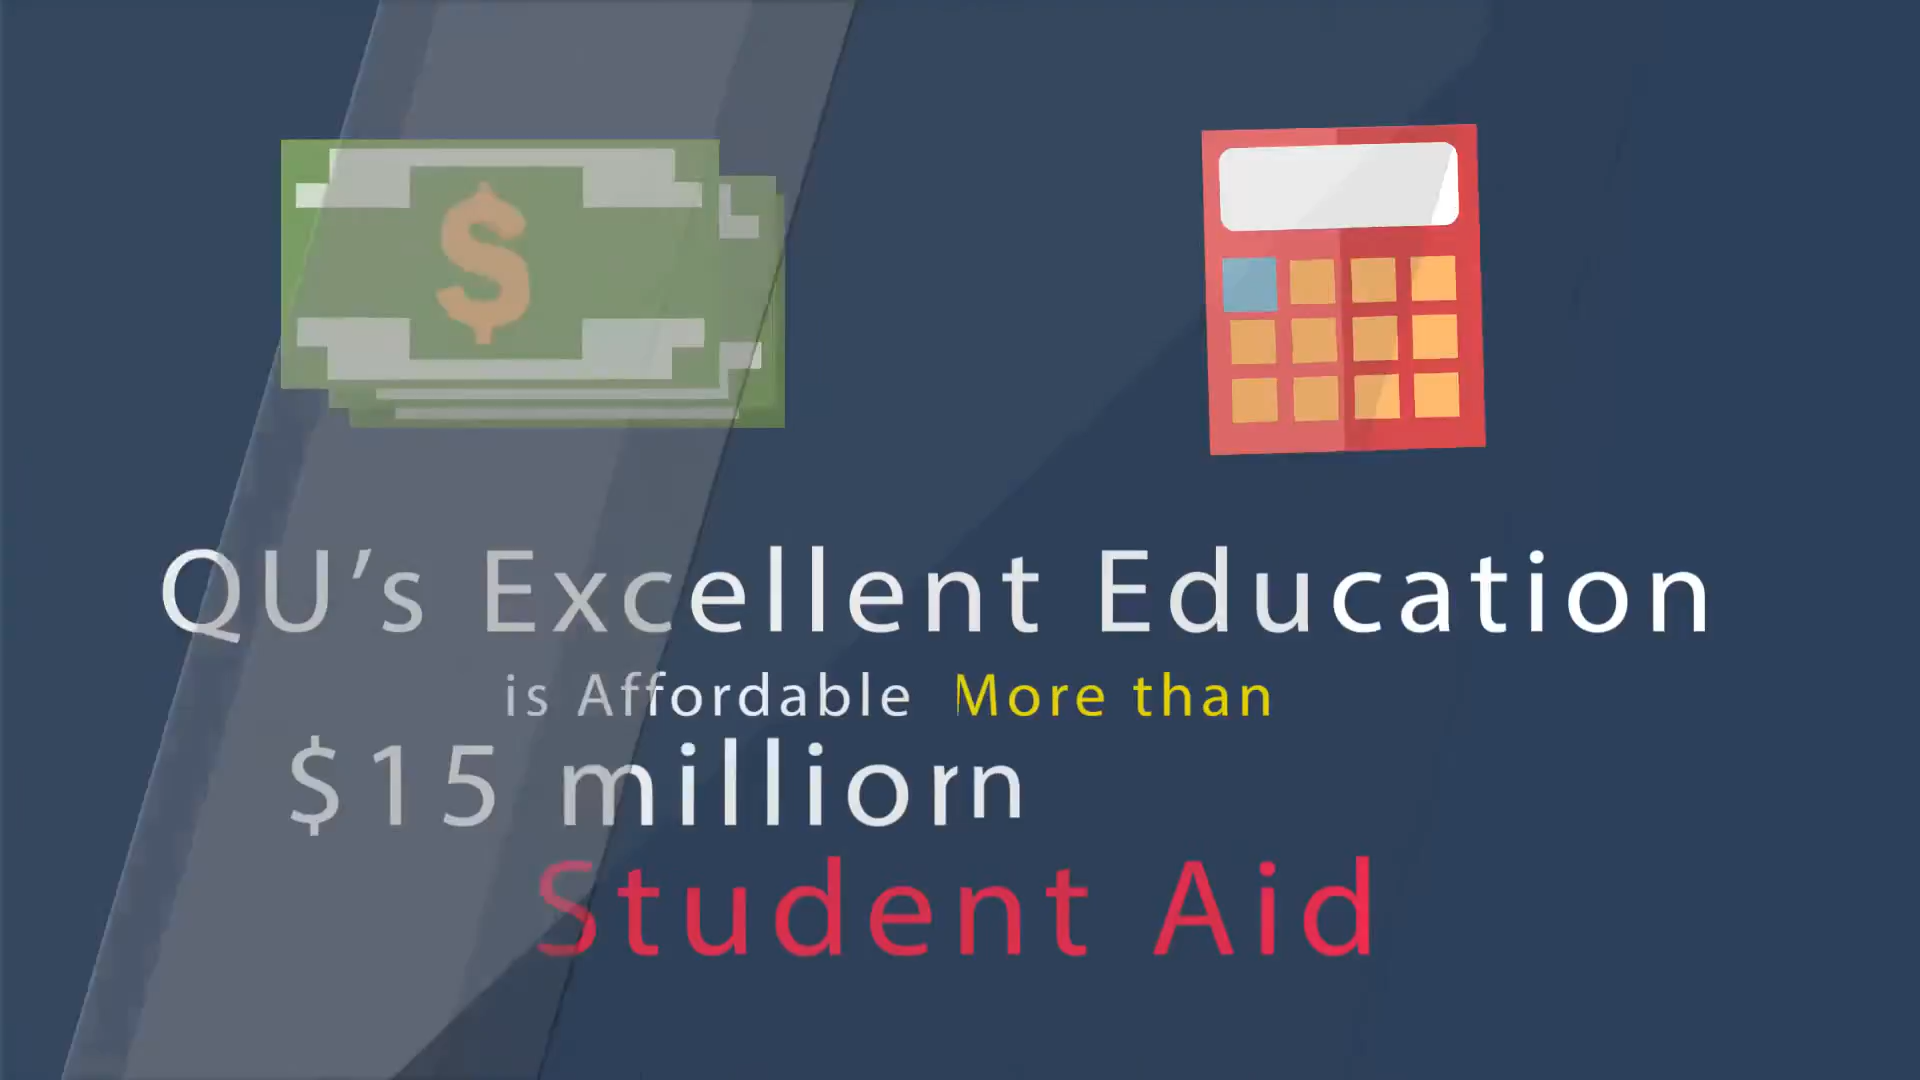 $
QU's Excellent Education
is Affordable More than
$15 milliorn
Student Aid